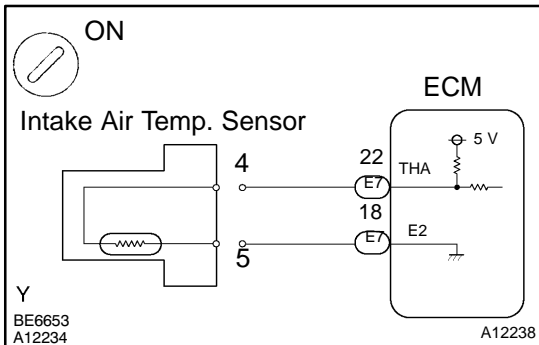 ON
ECM
Intake Air Temp. Sensor
5 V
4
22
THA
E7
18
E7
E2
5
Y
BE6653
A12234
A12238